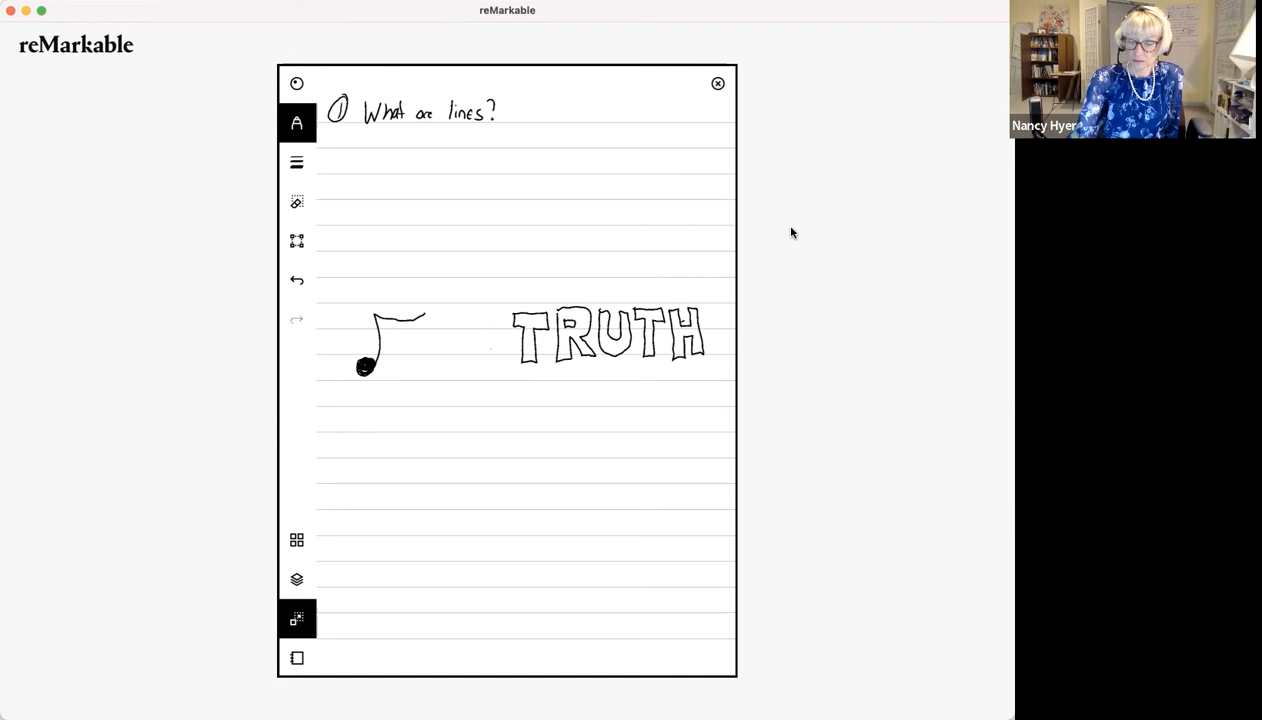 reMarkable
reMarkable
① What are lines?
TRUTH
Nancy Hyer